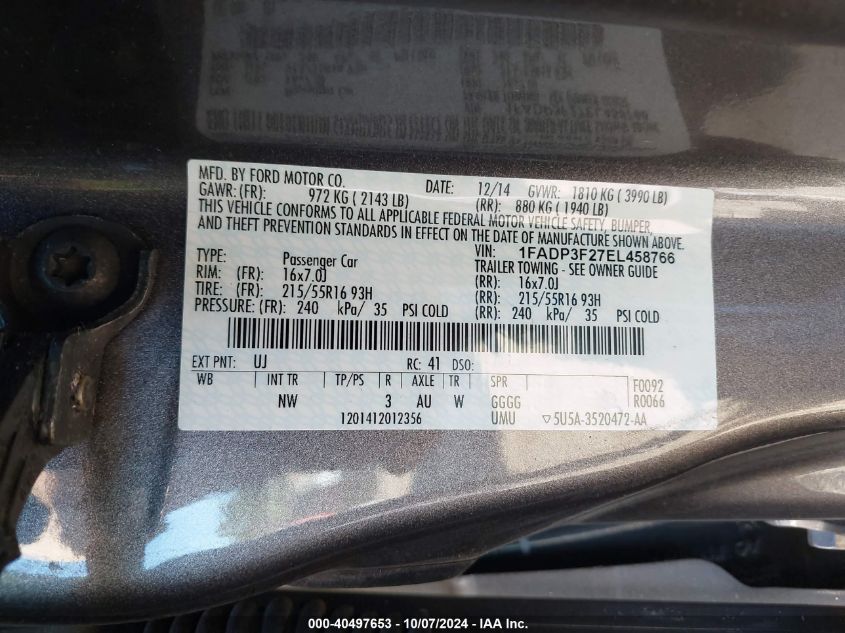 MFD. BY FORD MOTOR CO. DATE: 12/14 GVWR: 1810 KG ( 3990 LB)
GAWR: (FR): 972 KG ( 2143 LB) (RR): 880 KG ( 1940 LB)
THIS VEHICLE CONFORMS TO ALL APPLICABLE FEDERAL MOTOR VEHICLE SAFETY, BUMPER,
AND THEFT PREVENTION STANDARDS IN EFFECT ON THE DATE OF MANUFACTURE SHOWN ABOVE.
VIN: 1FADP3F27EL458766
TYPE: Passenger Car TRAILER TOWING - SEE OWNER GUIDE
RIM: (FR): 16x7.0J (RR): 16x7.0J
TIRE: (FR): 215/55R16 93H (RR): 215/55R16 93H
PRESSURE: (FR): 240 kPa/ 35 PSI COLD (RR): 240 kPa/ 35 PSI COLD
EXT PNT: UJ RC: 41 DSO:
WB INT TR TP/PS R AXLE TR SPR F0092
NW 3 AU W GGGG R0066
1201412012356 UMU ▽5U5A-3520472-AA
000-40497653 - 10/07/2024 - IAA Inc.